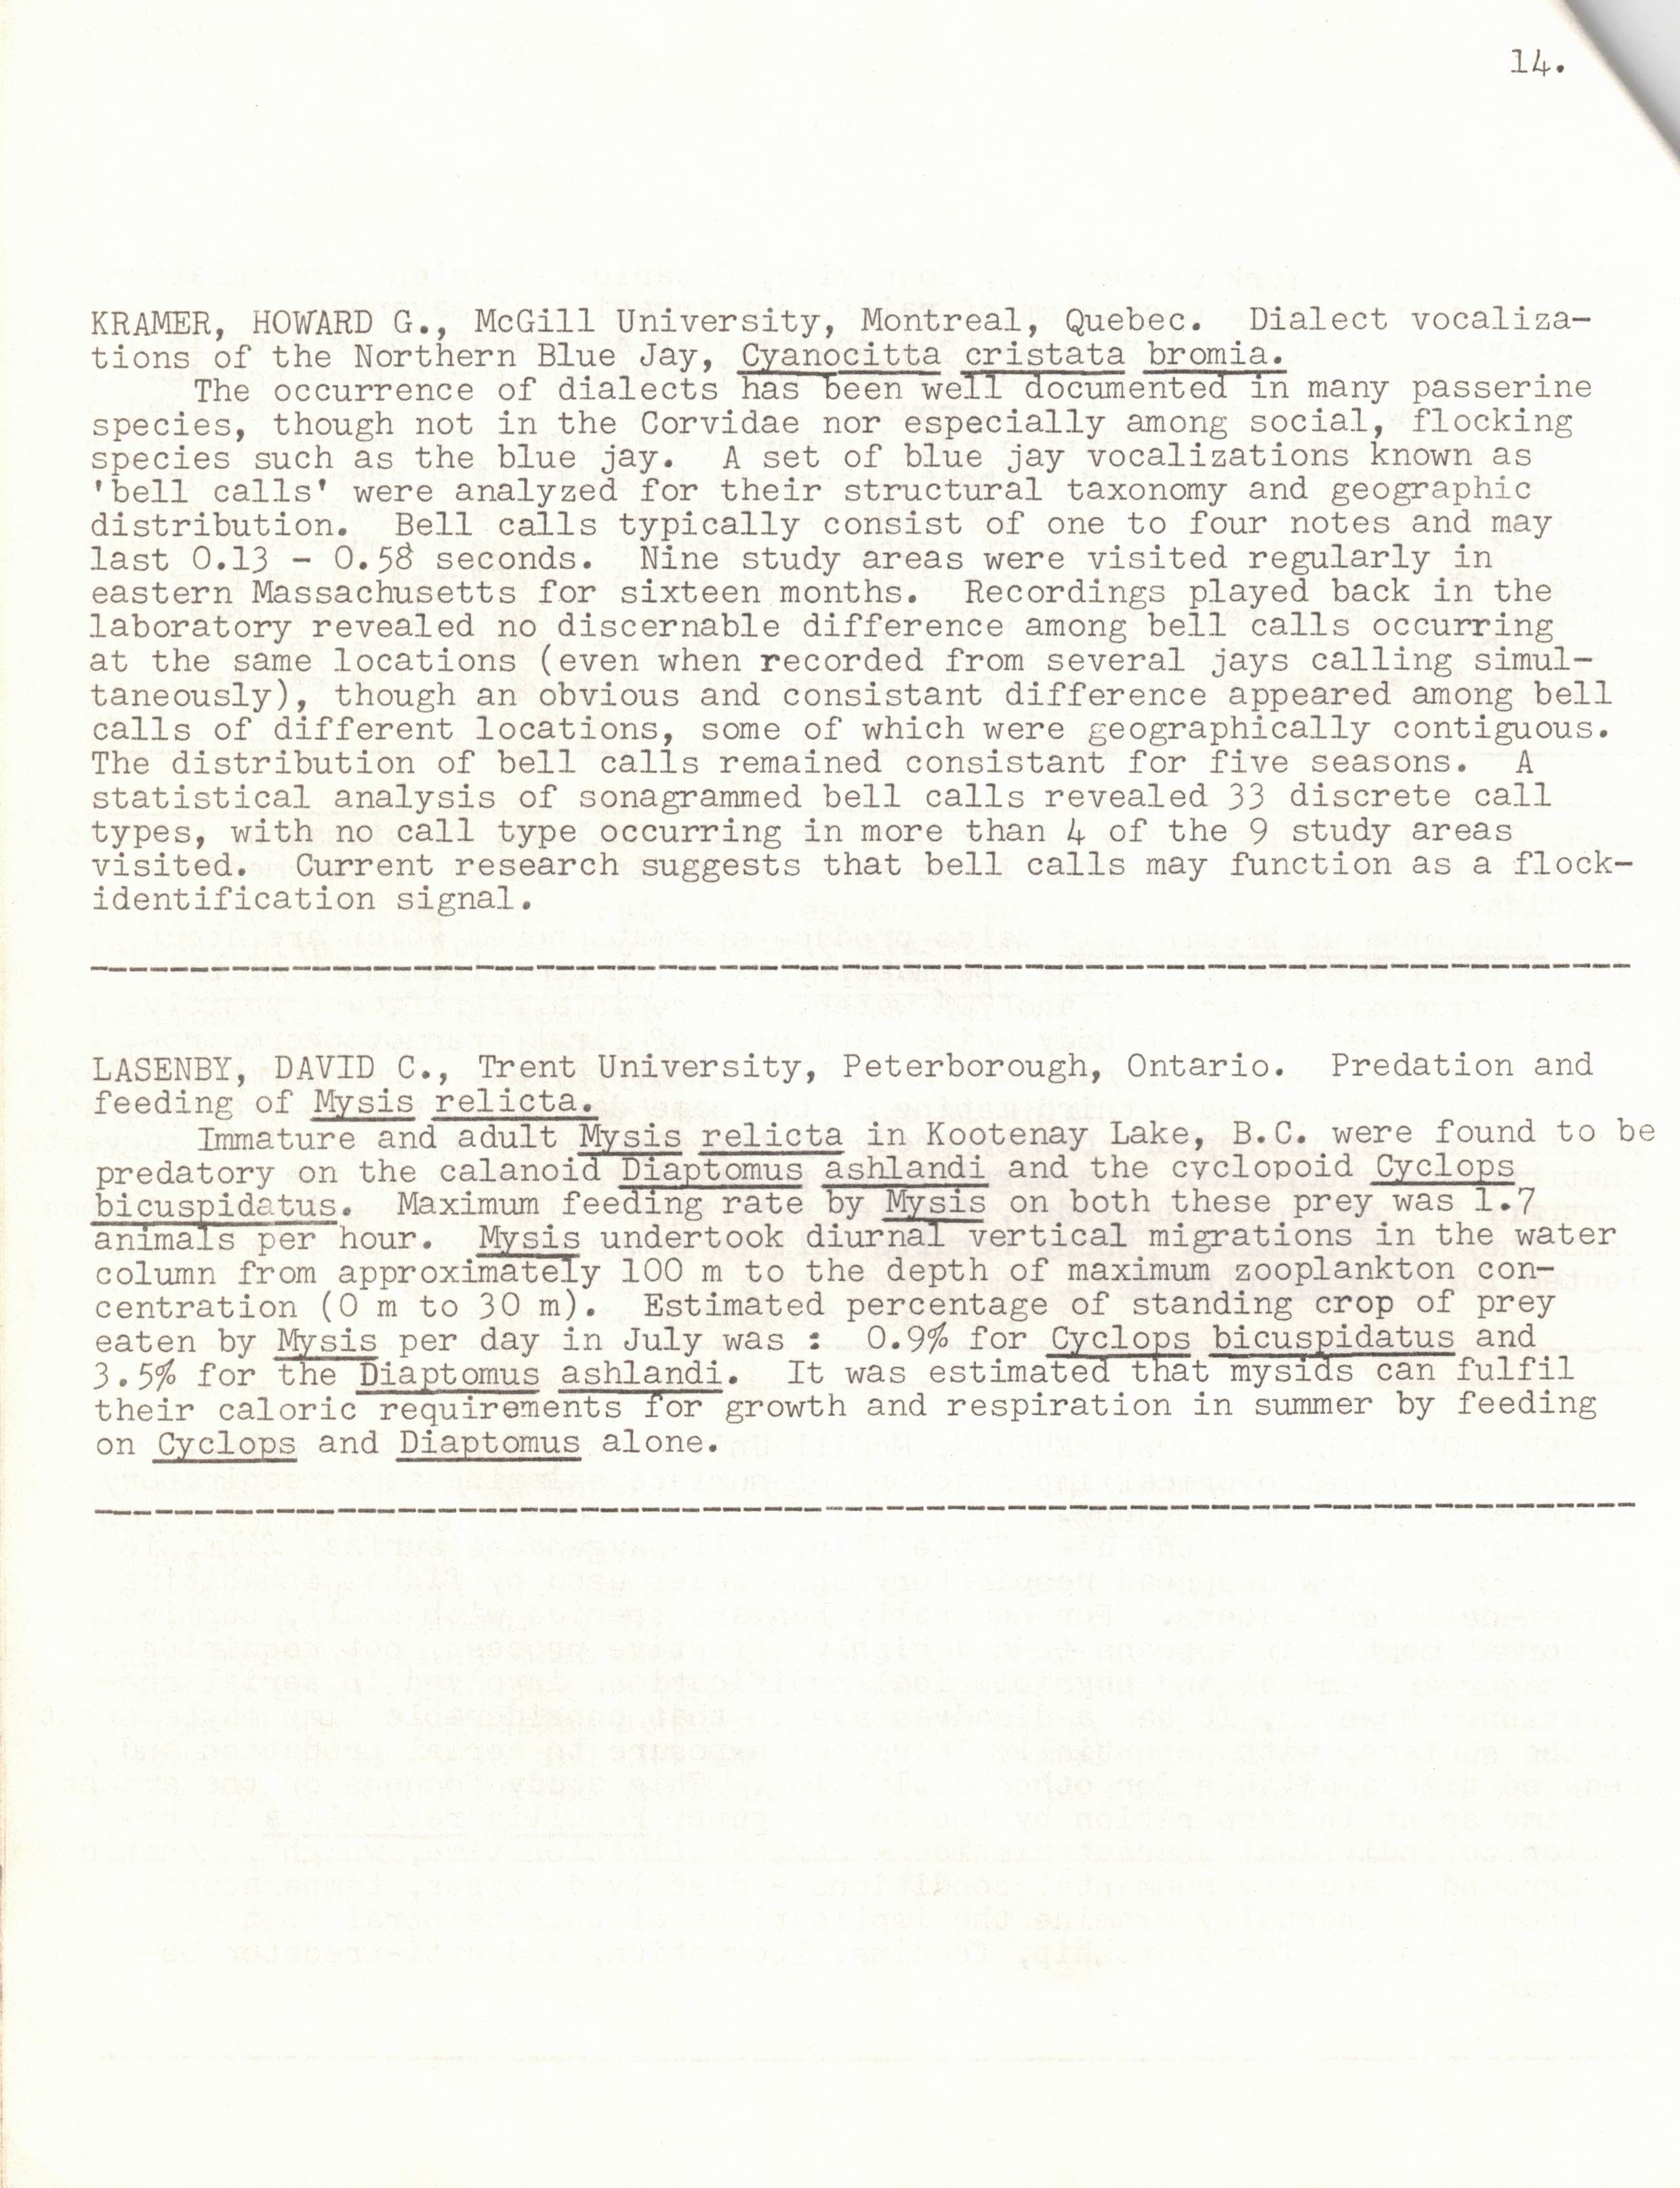 14.
KRAMER, HOWARD G., McGill University, Montreal, Quebec. Dialect vocaliza-
tions of the Northern Blue Jay, Cyanocitta cristata bromia.
The occurrence of dialects has been well documented in many passerine
species, though not in the Corvidae nor especially among social, flocking
species such as the blue jay. A set of blue jay vocalizations known as
'bell calls' were analyzed for their structural taxonomy and geographic
distribution. Bell calls typically consist of one to four notes and may
last 0.13 - 0.58 seconds. Nine study areas were visited regularly in
eastern Massachusetts for sixteen months. Recordings played back in the
laboratory revealed no discernable difference among bell calls occurring
at the same locations (even when recorded from several jays calling simul-
taneously), though an obvious and consistant difference appeared among bell
calls of different locations, some of which were geographically contiguous.
The distribution of bell calls remained consistant for five seasons. A
statistical analysis of sonagrammed bell calls revealed 33 discrete call
types, with no call type occurring in more than 4 of the 9 study areas
visited. Current research suggests that bell calls may function as a flock-
identification signal.
LASENBY, DAVID C., Trent University, Peterborough, Ontario. Predation and
feeding of Mysis relicta.
Immature and adult Mysis relicta in Kootenay Lake, B.C. were found to be
predatory on the calanoid Diaptomus ashlandi and the cyclopoid Cyclops
bicuspidatus. Maximum feeding rate by Mysis on both these prey was 1.7
animals per hour. Mysis undertook diurnal vertical migrations in the water
column from approximately 100 m to the depth of maximum zooplankton con-
centration (0 m to 30 m). Estimated percentage of standing crop of prey
eaten by Mysis per day in July was : 0.9% for Cyclops bicuspidatus and
3.5% for the Diaptomus ashlandi. It was estimated that mysids can fulfil
their caloric requirements for growth and respiration in summer by feeding
on Cyclops and Diaptomus alone.